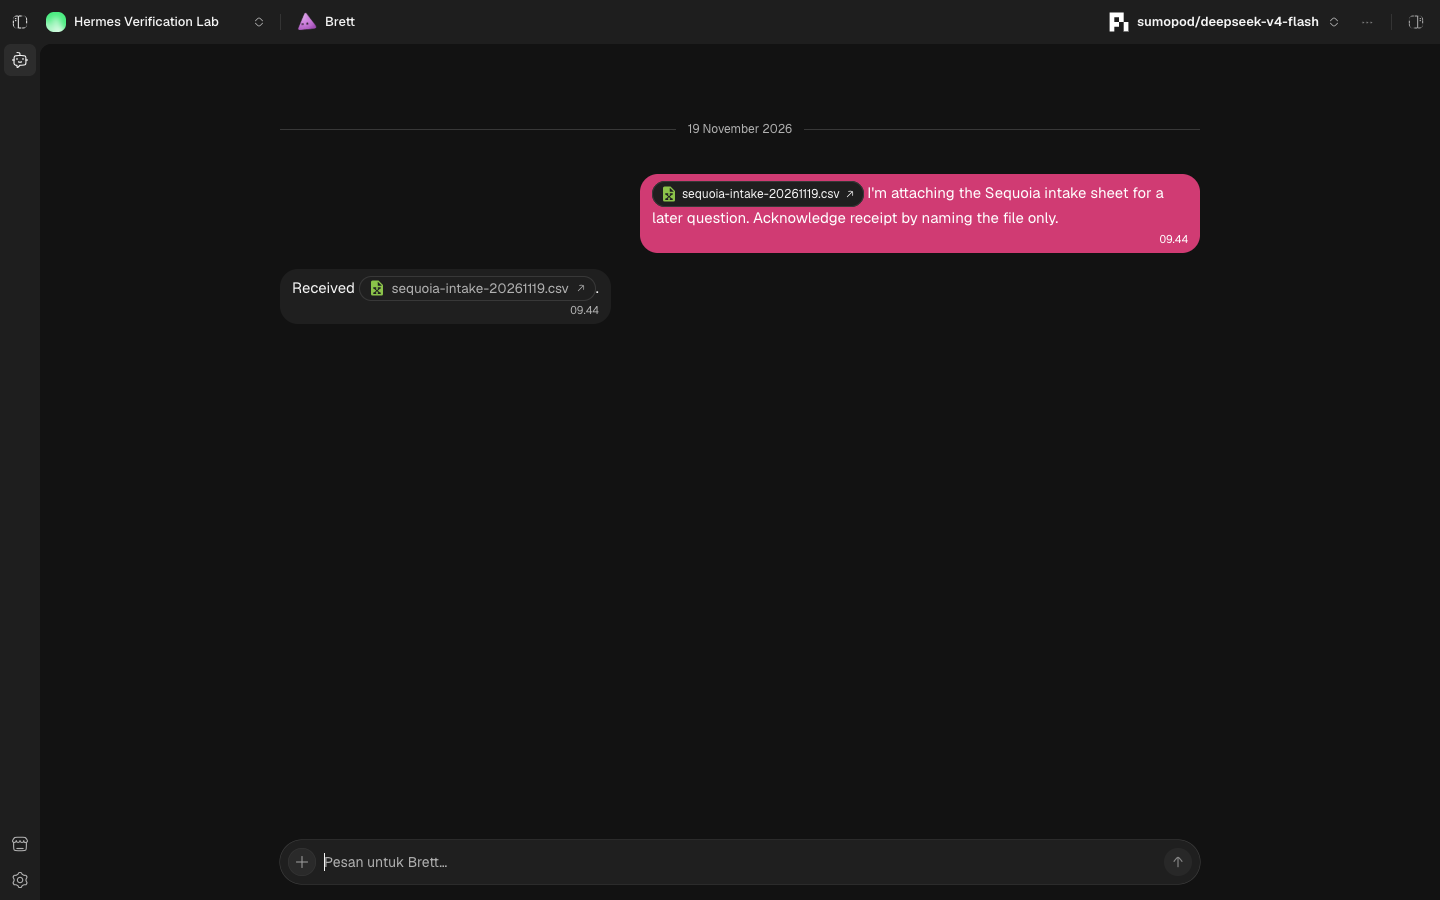 Hermes Verification Lab
Brett
sumopod/deepseek-v4-flash
19 November 2026
sequoia-intake-20261119.csv ↗ I'm attaching the Sequoia intake sheet for a
later question. Acknowledge receipt by naming the file only.
09.44
Received sequoia-intake-20261119.csv ↗ .
09.44
Pesan untuk Brett...